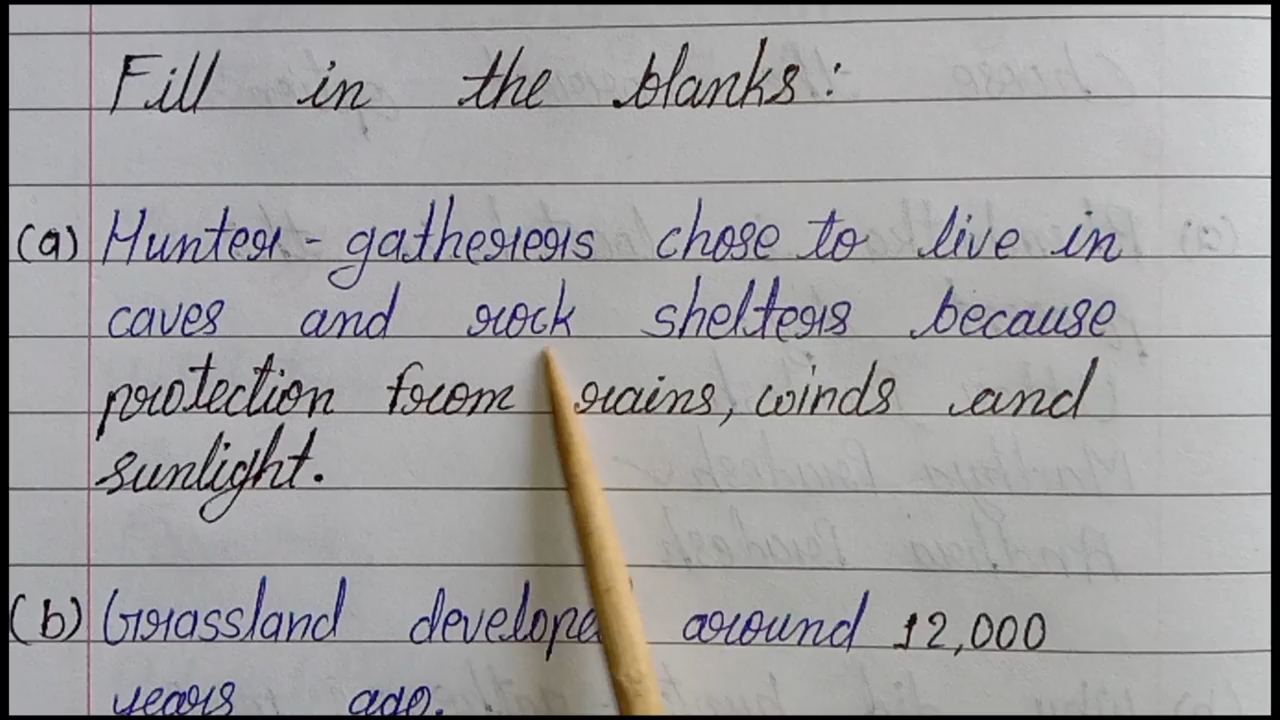 Fill in the blanks:
(a) Hunter-gatherers chose to live in
caves and rock shelters because
protection from rains, winds and
sunlight.
(b) Grassland around 12,000
years ago.